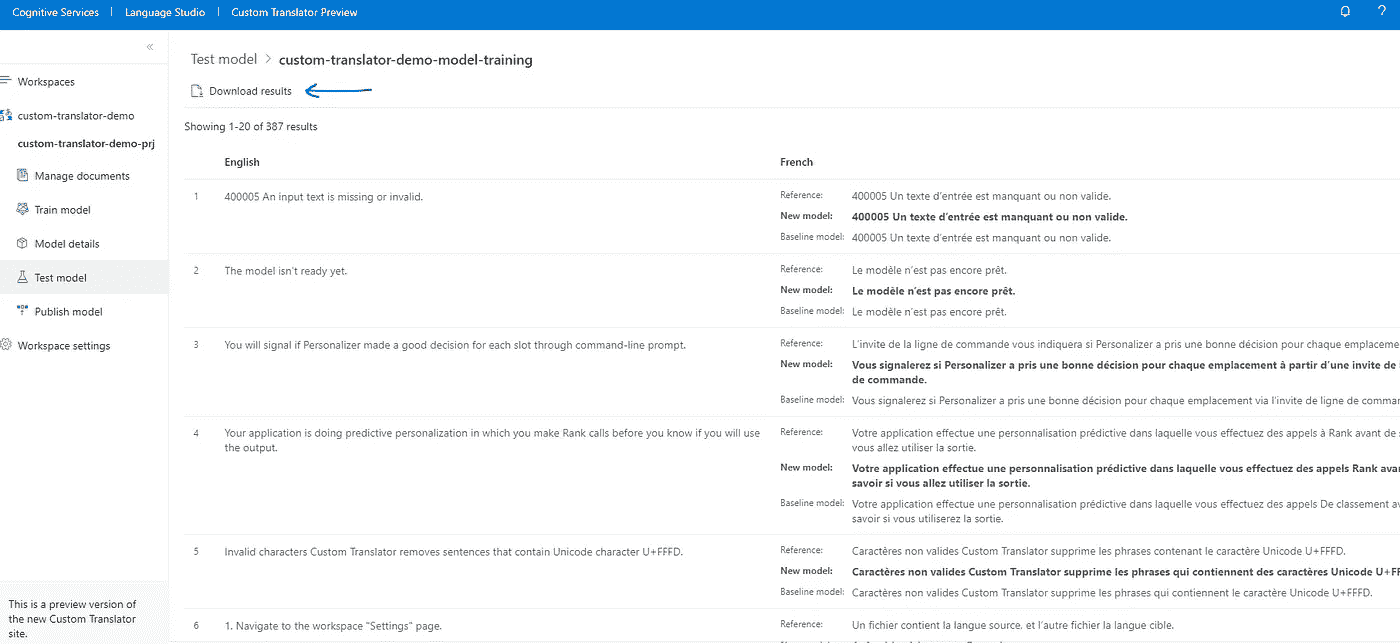 Cognitive Services | Language Studio | Custom Translator Preview
?
«
Test model > custom-translator-demo-model-training
Download results
Showing 1-20 of 387 results
Workspaces
custom-translator-demo
custom-translator-demo-prj
Manage documents
Train model
Model details
Test model
Publish model
Workspace settings
This is a preview version of
the new Custom Translator
site.
English French
1 400005 An input text is missing or invalid.
Reference: 400005 Un texte d'entrée est manquant ou non valide.
New model: 400005 Un texte d'entrée est manquant ou non valide.
Baseline model: 400005 Un texte d'entrée est manquant ou non valide.
2 The model isn't ready yet.
Reference: Le modèle n'est pas encore prêt.
New model: Le modèle n'est pas encore prêt.
Baseline model: Le modèle n'est pas encore prêt.
3 You will signal if Personalizer made a good decision for each slot through command-line prompt.
Reference: L'invite de la ligne de commande vous indiquera si Personalizer a pris une bonne décision pour chaque emplaceme
New model: Vous signalerez si Personalizer a pris une bonne décision pour chaque emplacement à partir d'une invite de
de commande.
Baseline model: Vous signalerez si Personalizer a pris une bonne décision pour chaque emplacement via l'invite de ligne de comma
4 Your application is doing predictive personalization in which you make Rank calls before you know if you will use
the output.
Reference: Votre application effectue une personnalisation prédictive dans laquelle vous effectuez des appels à Rank avant de
vous allez utiliser la sortie.
New model: Votre application effectue une personnalisation prédictive dans laquelle vous effectuez des appels Rank ava
savoir si vous allez utiliser la sortie.
Baseline model: Votre application effectue une personnalisation prédictive dans laquelle vous effectuez des appels De classement av
savoir si vous utiliserez la sortie.
5 Invalid characters Custom Translator removes sentences that contain Unicode character U+FFFD.
Reference: Caractères non valides Custom Translator supprime les phrases contenant le caractère Unicode U+FFFD.
New model: Caractères non valides Custom Translator supprime les phrases qui contiennent des caractères Unicode U+FF
Baseline model: Caractères non valides Custom Translator supprime les phrases qui contiennent le caractère Unicode U+FFFD.
6 1. Navigate to the workspace "Settings" page.
Reference: Un fichier contient la langue source, et l'autre fichier la langue cible.